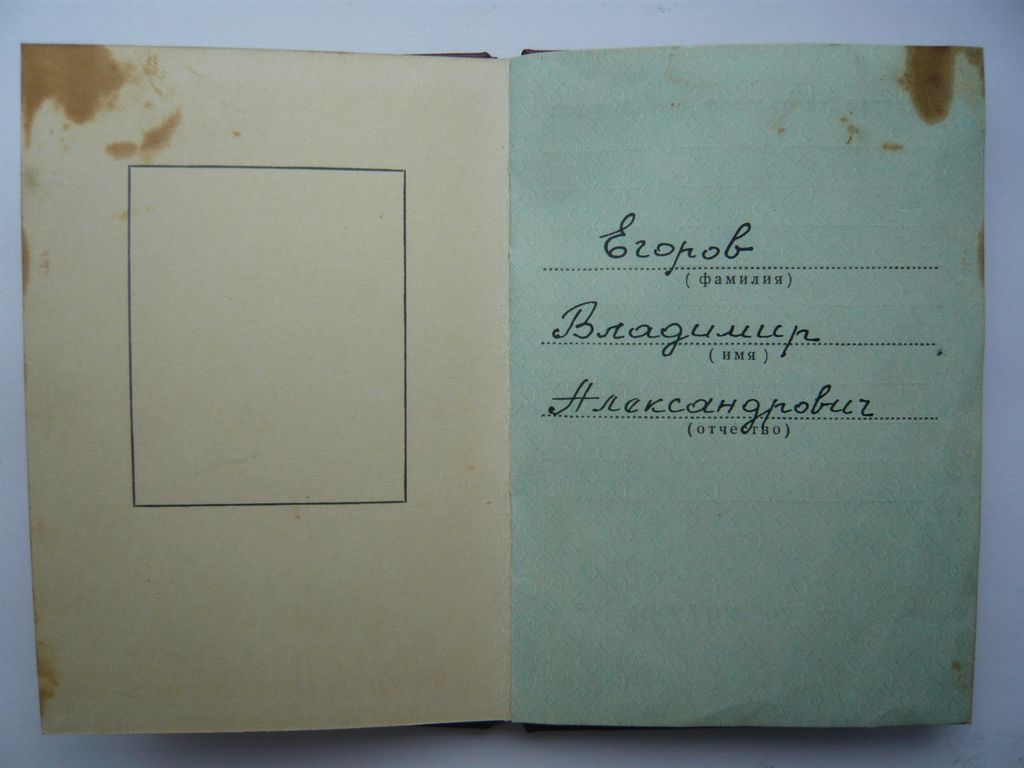 Егоров
( фамилия)
Владимир
( имя )
Александрович
(отчество)